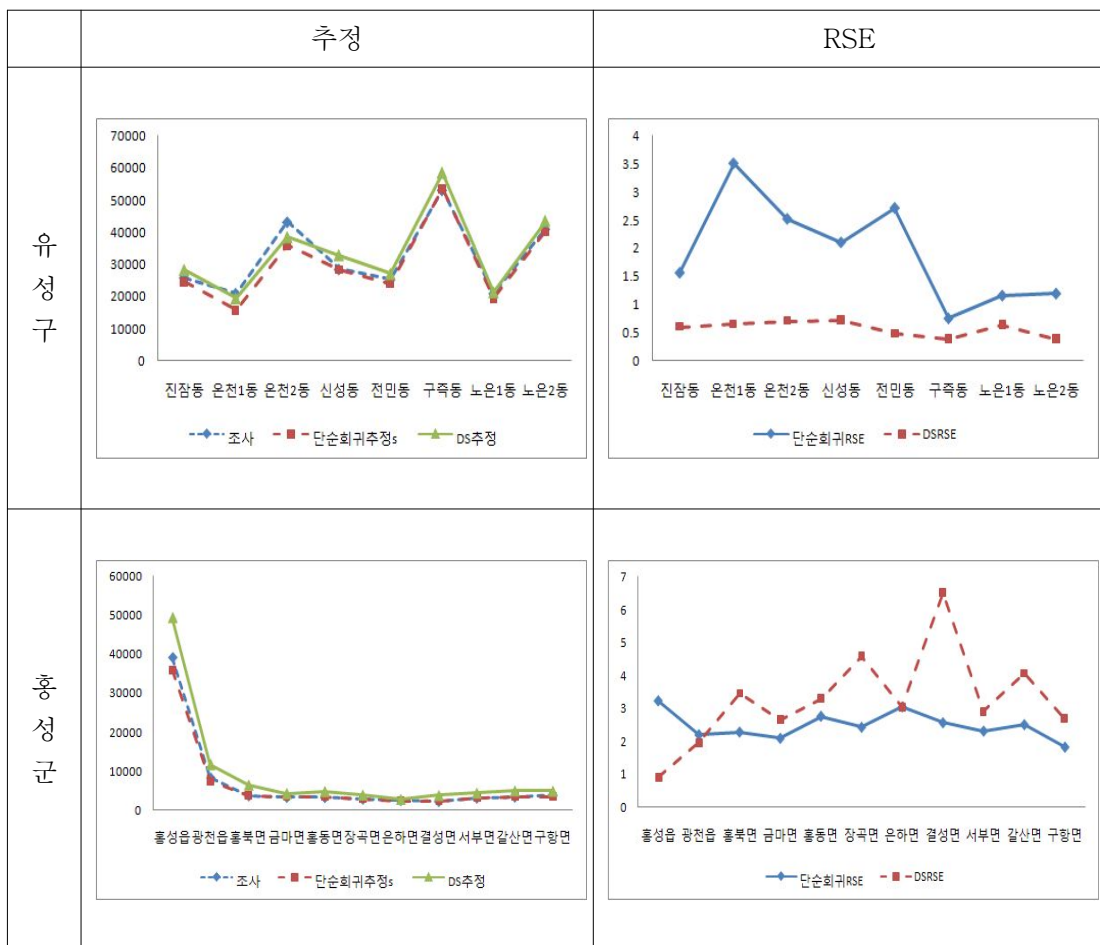 추정
RSE
유성구
70000
60000
50000
40000
30000
20000
10000
0
진잠동 온천1동 온천2동 신성동 전민동 구즉동 노은1동 노은2동
조사 단순회귀추정s DS추정
4
3.5
3
2.5
2
1.5
1
0.5
0
진잠동 온천1동 온천2동 신성동 전민동 구즉동 노은1동 노은2동
단순회귀RSE DSRSE
홍성군
60000
50000
40000
30000
20000
10000
0
홍성읍 광천읍 홍북면 금마면 홍동면 장곡면 은하면 결성면 서부면 갈산면 구항면
조사 단순회귀추정s DS추정
7
6
5
4
3
2
1
0
홍성읍 광천읍 홍북면 금마면 홍동면 장곡면 은하면 결성면 서부면 갈산면 구항면
단순회귀RSE DSRSE